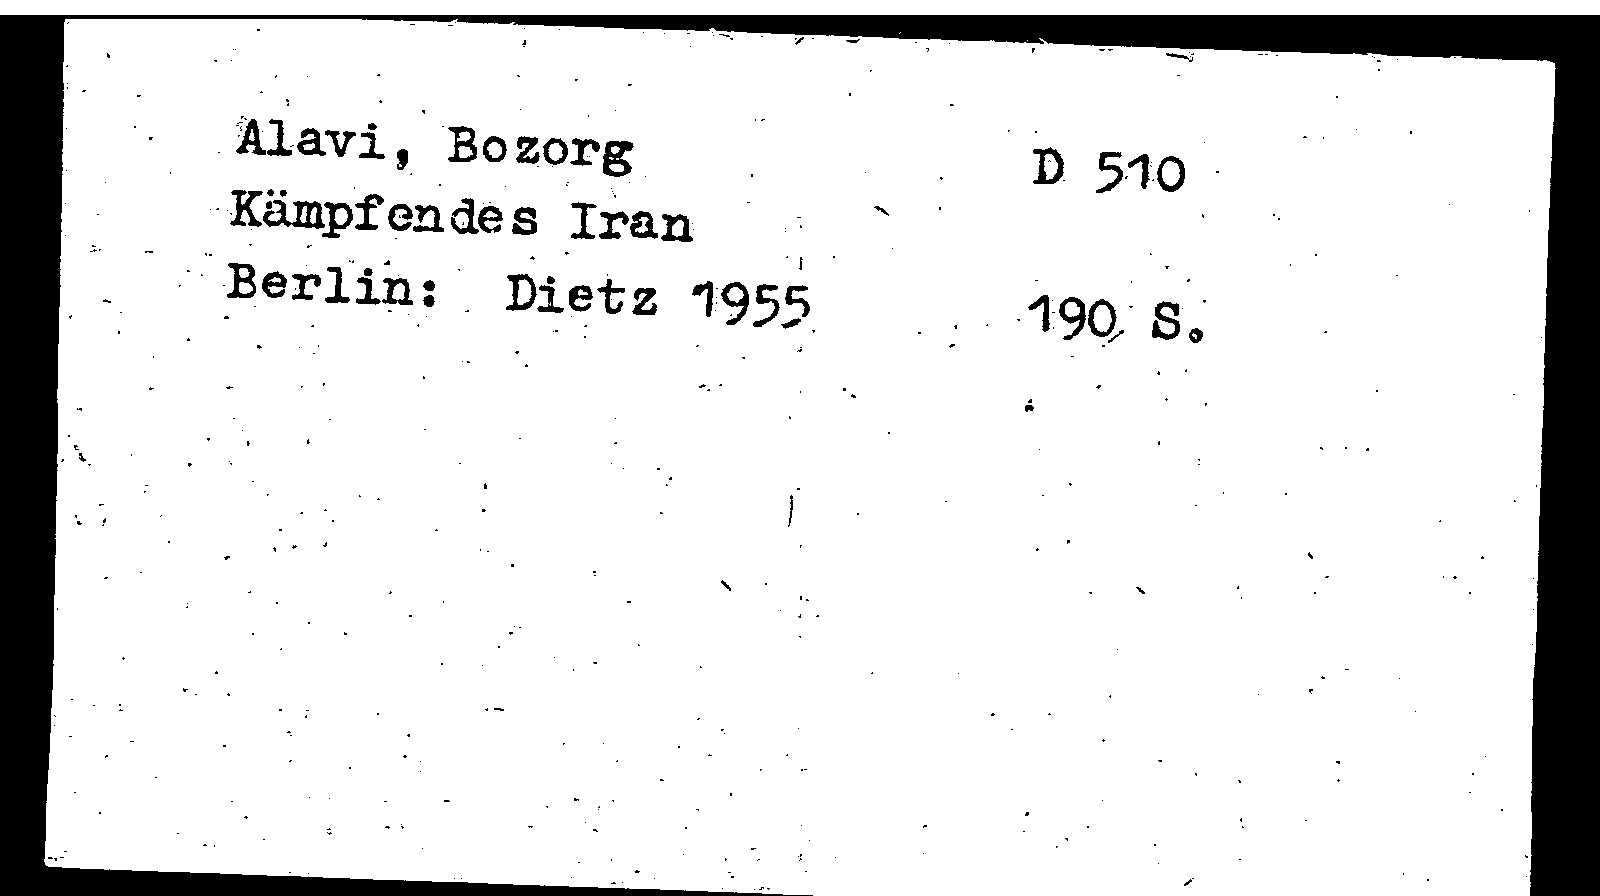 Alavi, Bozorg D 510
Kämpfendes Iran
Berlin: Dietz 1955 190 S.